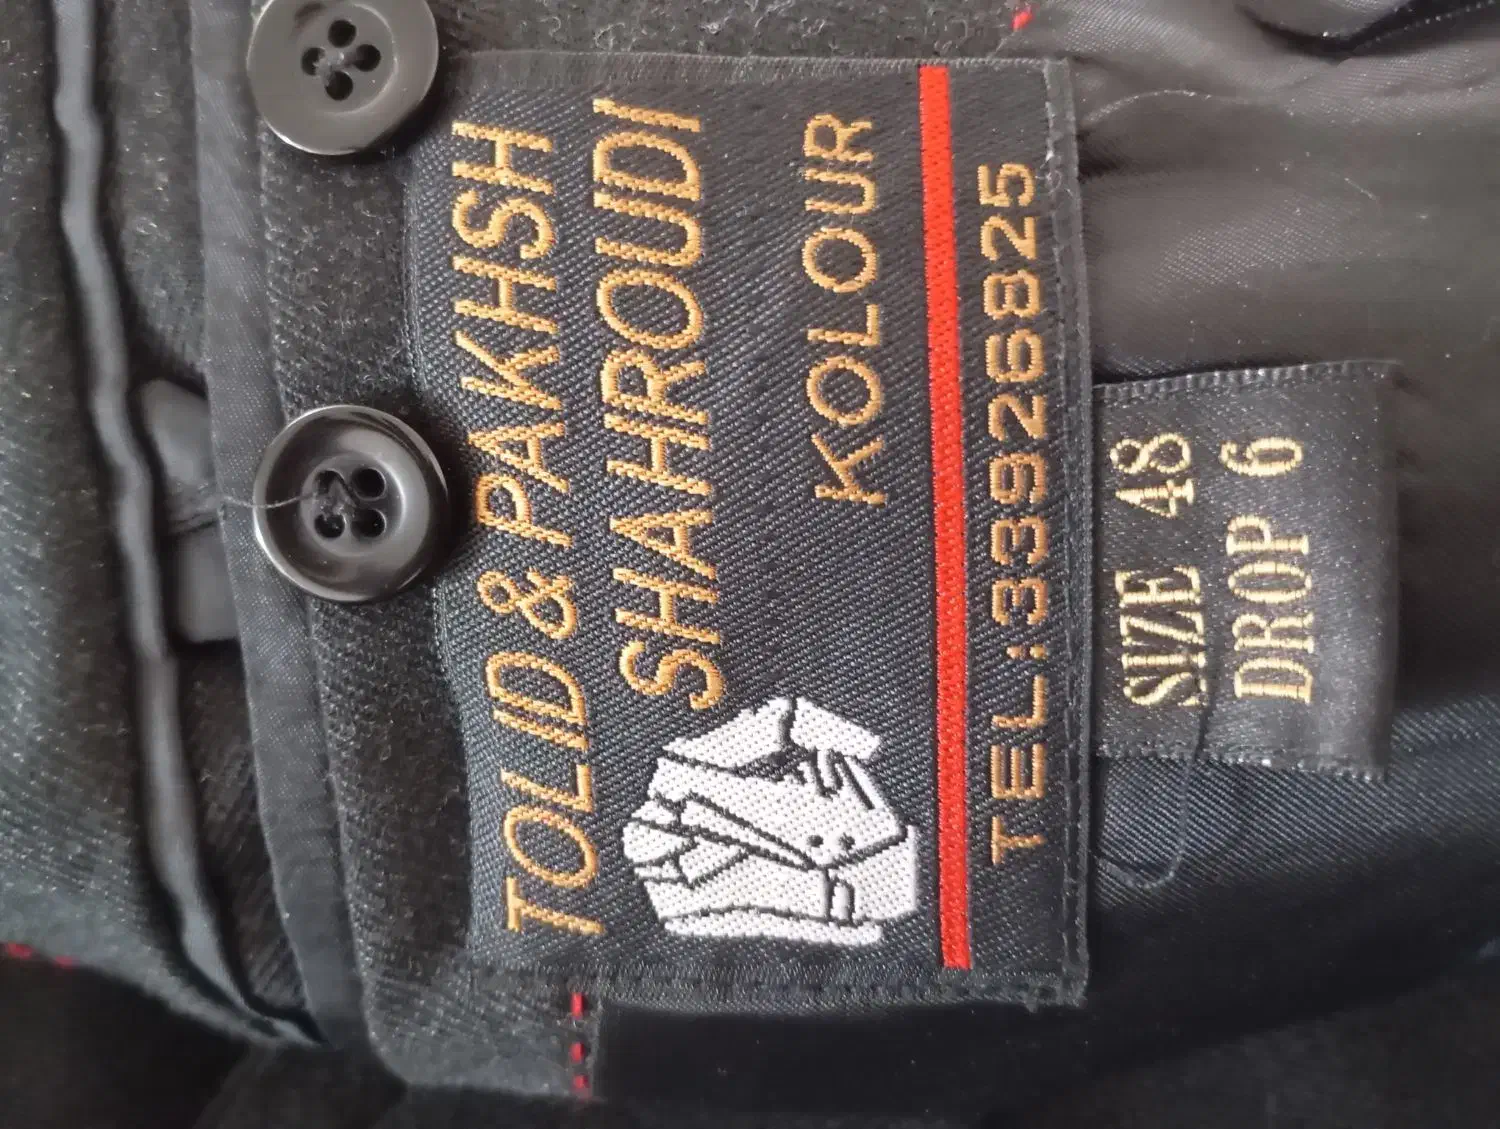 TOLID & PAKHSH
SHAHROUDI
KOLOUR
TEL:33926825
SIZE 48
DROP 6